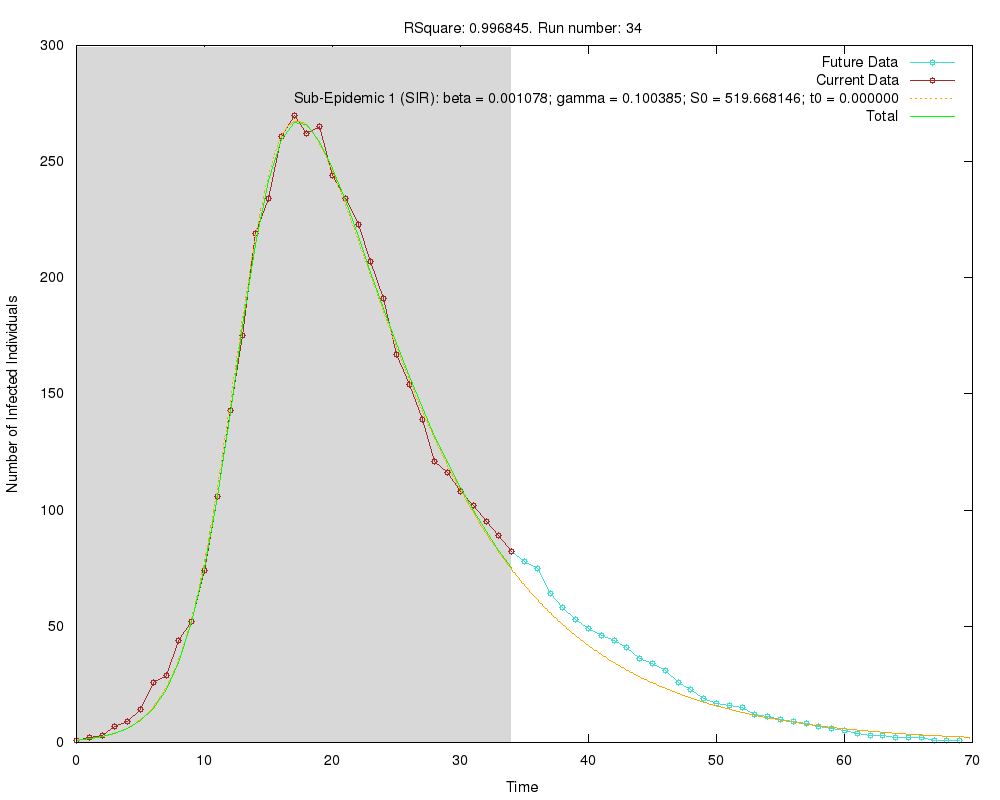 RSquare: 0.996845. Run number: 34
300
250
200
150
100
50
0
Number of Infected Individuals
Future Data
Current Data
Sub-Epidemic 1 (SIR): beta = 0.001078; gamma = 0.100385; S0 = 519.668146; t0 = 0.000000
Total
0 10 20 30 40 50 60 70
Time